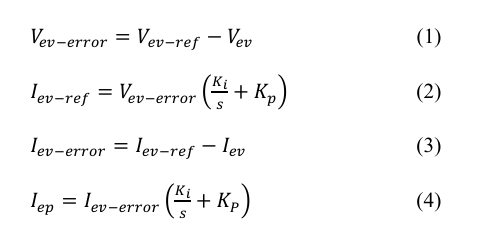 V_{ev-error} = V_{ev-ref} − V_{ev} (1)
I_{ev-ref} = V_{ev-error} (K_i/s + K_p) (2)
I_{ev-error} = I_{ev-ref} − I_{ev} (3)
I_{ep} = I_{ev-error} (K_i/s + K_P) (4)